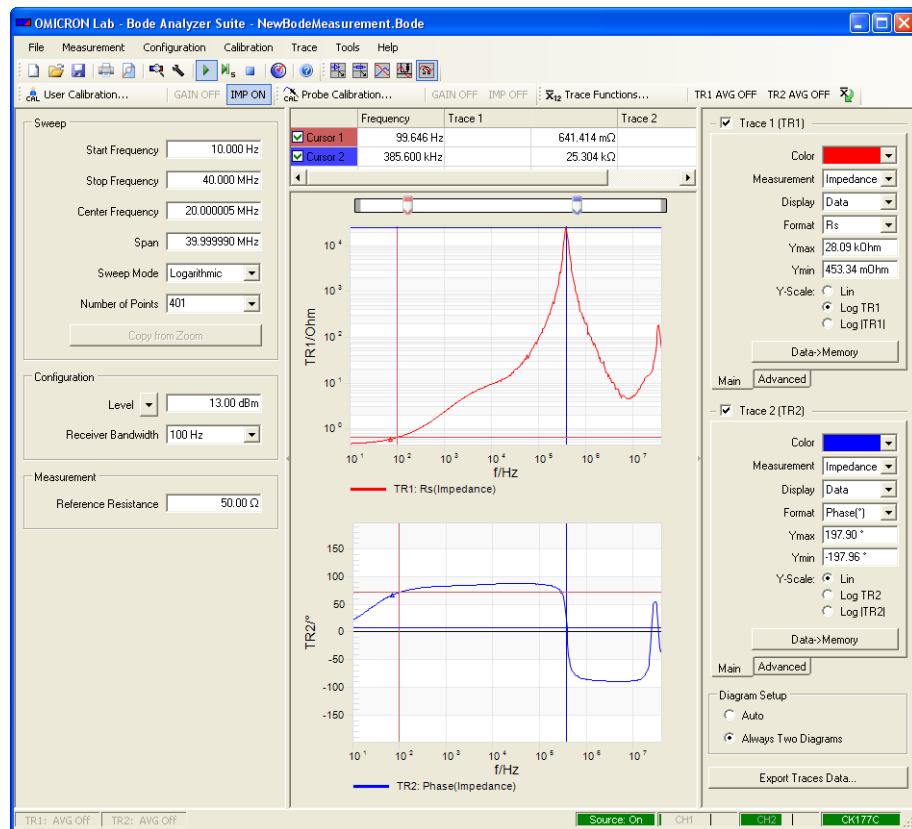 OMICRON Lab - Bode Analyzer Suite - NewBodeMeasurement.Bode
File Measurement Configuration Calibration Trace Tools Help
CAL User Calibration... GAIN OFF IMP ON CAL Probe Calibration... GAIN OFF IMP OFF X12 Trace Functions... TR1 AVG OFF TR2 AVG OFF
Sweep
Start Frequency 10.000 Hz
Stop Frequency 40.000 MHz
Center Frequency 20.000005 MHz
Span 39.999990 MHz
Sweep Mode Logarithmic
Number of Points 401
Copy from Zoom
Configuration
Level 13.00 dBm
Receiver Bandwidth 100 Hz
Measurement
Reference Resistance 50.00 Ω
Frequency Trace 1 Trace 2
Cursor 1 99.646 Hz 641.414 mΩ
Cursor 2 385.600 kHz 25.304 kΩ
TR1/Ohm
10⁴
10²
10¹
10⁰
10¹ 10² 10³ 10⁴ 10⁵ 10⁶ 10⁷
f/Hz
TR1: Rs(Impedance)
TR2/°
150
100
50
0
-50
-100
-150
10¹ 10² 10³ 10⁴ 10⁵ 10⁶ 10⁷
f/Hz
TR2: Phase(Impedance)
Trace 1 (TR1)
Color
Measurement Impedance
Display Data
Format Rs
Ymax 28.09 kOhm
Ymin 453.34 mOhm
Y-Scale: Lin
Log TR1
Log |TR1|
Data->Memory
Main Advanced
Trace 2 (TR2)
Color
Measurement Impedance
Display Data
Format Phase(°)
Ymax 197.90 °
Ymin -197.96 °
Y-Scale: Lin
Log TR2
Log |TR2|
Data->Memory
Main Advanced
Diagram Setup
Auto
Always Two Diagrams
Export Traces Data...
TR1: AVG Off TR2: AVG Off Source: On CH1 CH2 CK177C